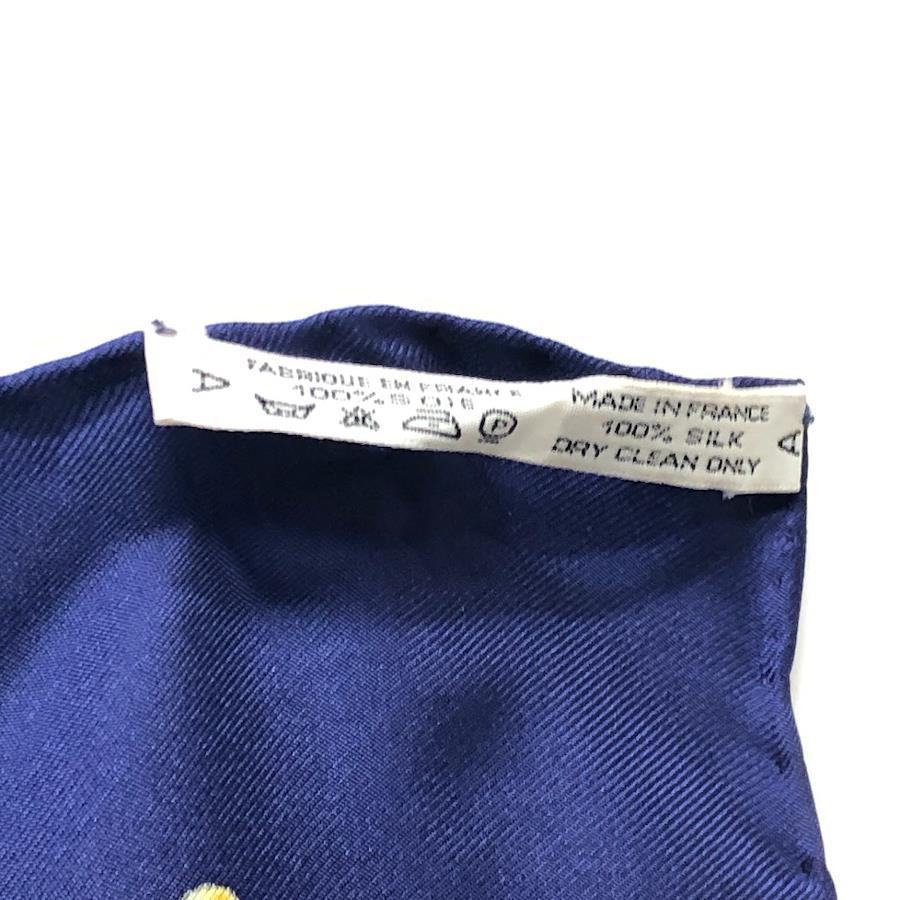 A
FABRIQUE EN FRANCE
100% SOIE
P
MADE IN FRANCE
100% SILK
DRY CLEAN ONLY
A